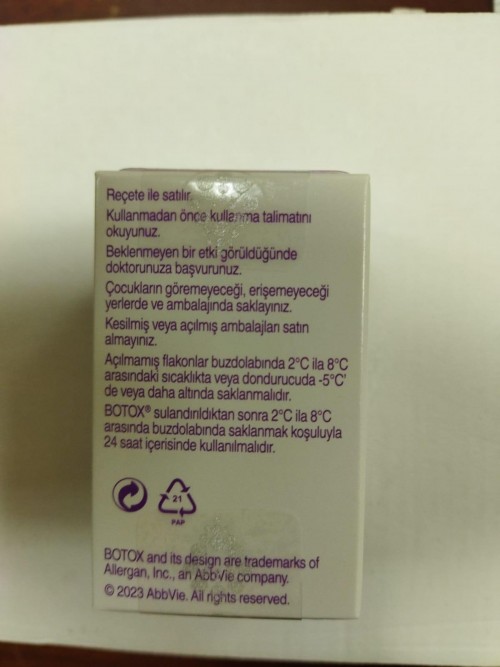 Reçete ile satılır.
Kullanmadan önce kullanma talimatını
okuyunuz.
Beklenmeyen bir etki görüldüğünde
doktorunuza başvurunuz.
Çocukların göremeyeceği, erişemeyeceği
yerlerde ve ambalajında saklayınız.
Kesilmiş veya açılmış ambalajları satın
almayınız.
Açılmamış flakonlar buzdolabında 2°C ila 8°C
arasındaki sıcaklıkta veya dondurucuda -5°C'
de veya daha altında saklanmalıdır.
BOTOX® sulandırıldıktan sonra 2°C ila 8°C
arasında buzdolabında saklanmak koşuluyla
24 saat içerisinde kullanılmalıdır.
21
PAP
BOTOX and its design are trademarks of
Allergan, Inc., an AbbVie company.
© 2023 AbbVie. All rights reserved.